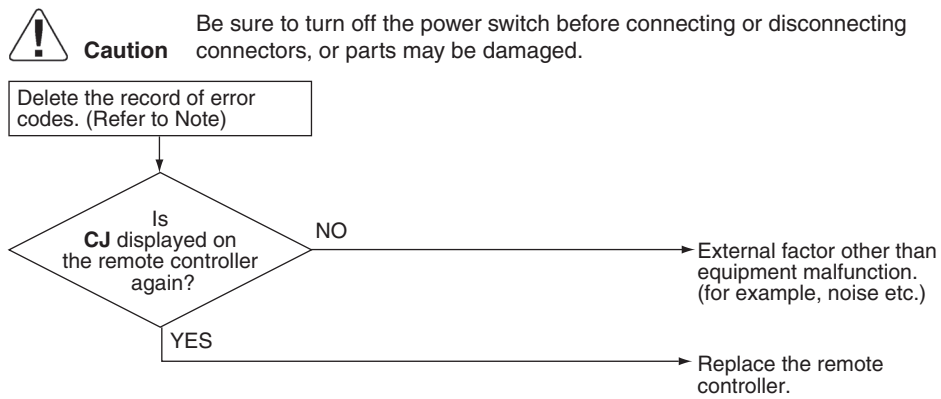 Be sure to turn off the power switch before connecting or disconnecting
Caution connectors, or parts may be damaged.
Delete the record of error
codes. (Refer to Note)
Is
CJ displayed on
the remote controller
again?
NO
External factor other than
equipment malfunction.
(for example, noise etc.)
YES
Replace the remote
controller.